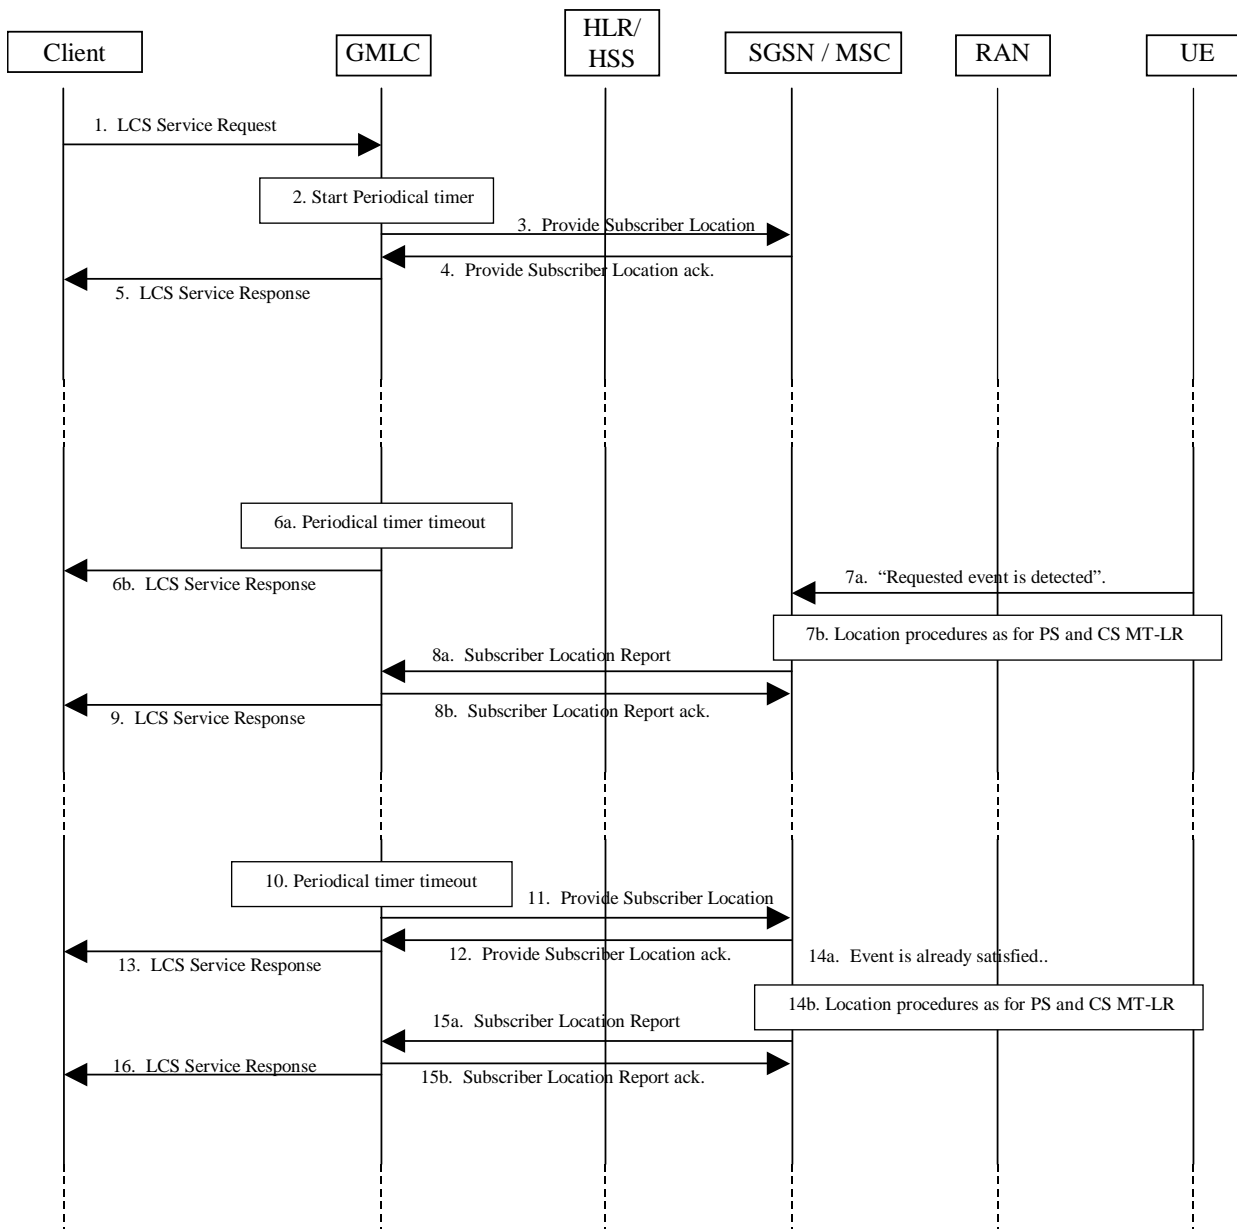 Client
GMLC
HLR/
HSS
SGSN / MSC
RAN
UE
1. LCS Service Request
2. Start Periodical timer
3. Provide Subscriber Location
4. Provide Subscriber Location ack.
5. LCS Service Response
6a. Periodical timer timeout
6b. LCS Service Response
7a. “Requested event is detected”.
7b. Location procedures as for PS and CS MT-LR
8a. Subscriber Location Report
8b. Subscriber Location Report ack.
9. LCS Service Response
10. Periodical timer timeout
11. Provide Subscriber Location
12. Provide Subscriber Location ack.
13. LCS Service Response
14a. Event is already satisfied..
14b. Location procedures as for PS and CS MT-LR
15a. Subscriber Location Report
16. LCS Service Response
15b. Subscriber Location Report ack.